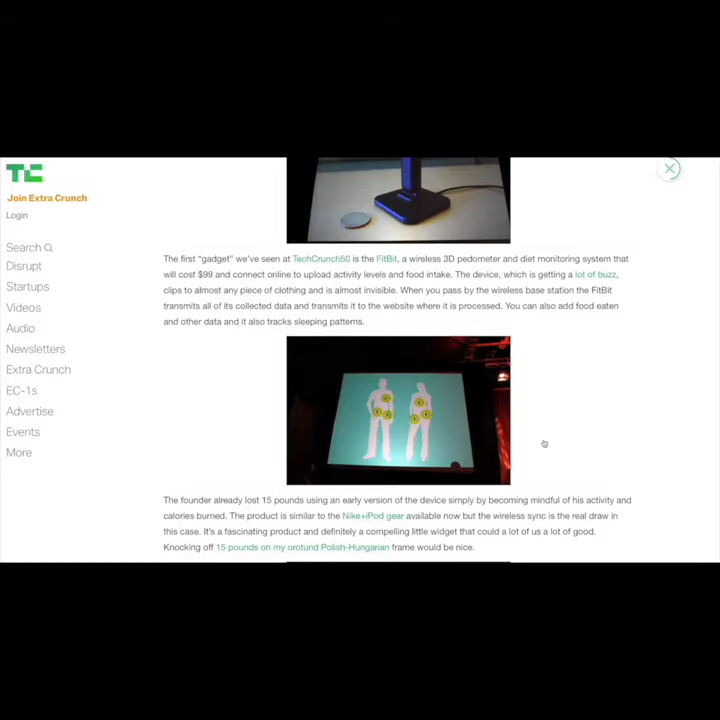 TC
Join Extra Crunch
Login
Search
Disrupt
Startups
Videos
Audio
Newsletters
Extra Crunch
EC-1s
Advertise
Events
More
The first “gadget” we’ve seen at TechCrunch50 is the FitBit, a wireless 3D pedometer and diet monitoring system that
will cost $99 and connect online to upload activity levels and food intake. The device, which is getting a lot of buzz,
clips to almost any piece of clothing and is almost invisible. When you pass by the wireless base station the FitBit
transmits all of its collected data and transmits it to the website where it is processed. You can also add food eaten
and other data and it also tracks sleeping patterns.
The founder already lost 15 pounds using an early version of the device simply by becoming mindful of his activity and
calories burned. The product is similar to the Nike+iPod gear available now but the wireless sync is the real draw in
this case. It’s a fascinating product and definitely a compelling little widget that could a lot of us a lot of good.
Knocking off 15 pounds on my orotund Polish-Hungarian frame would be nice.